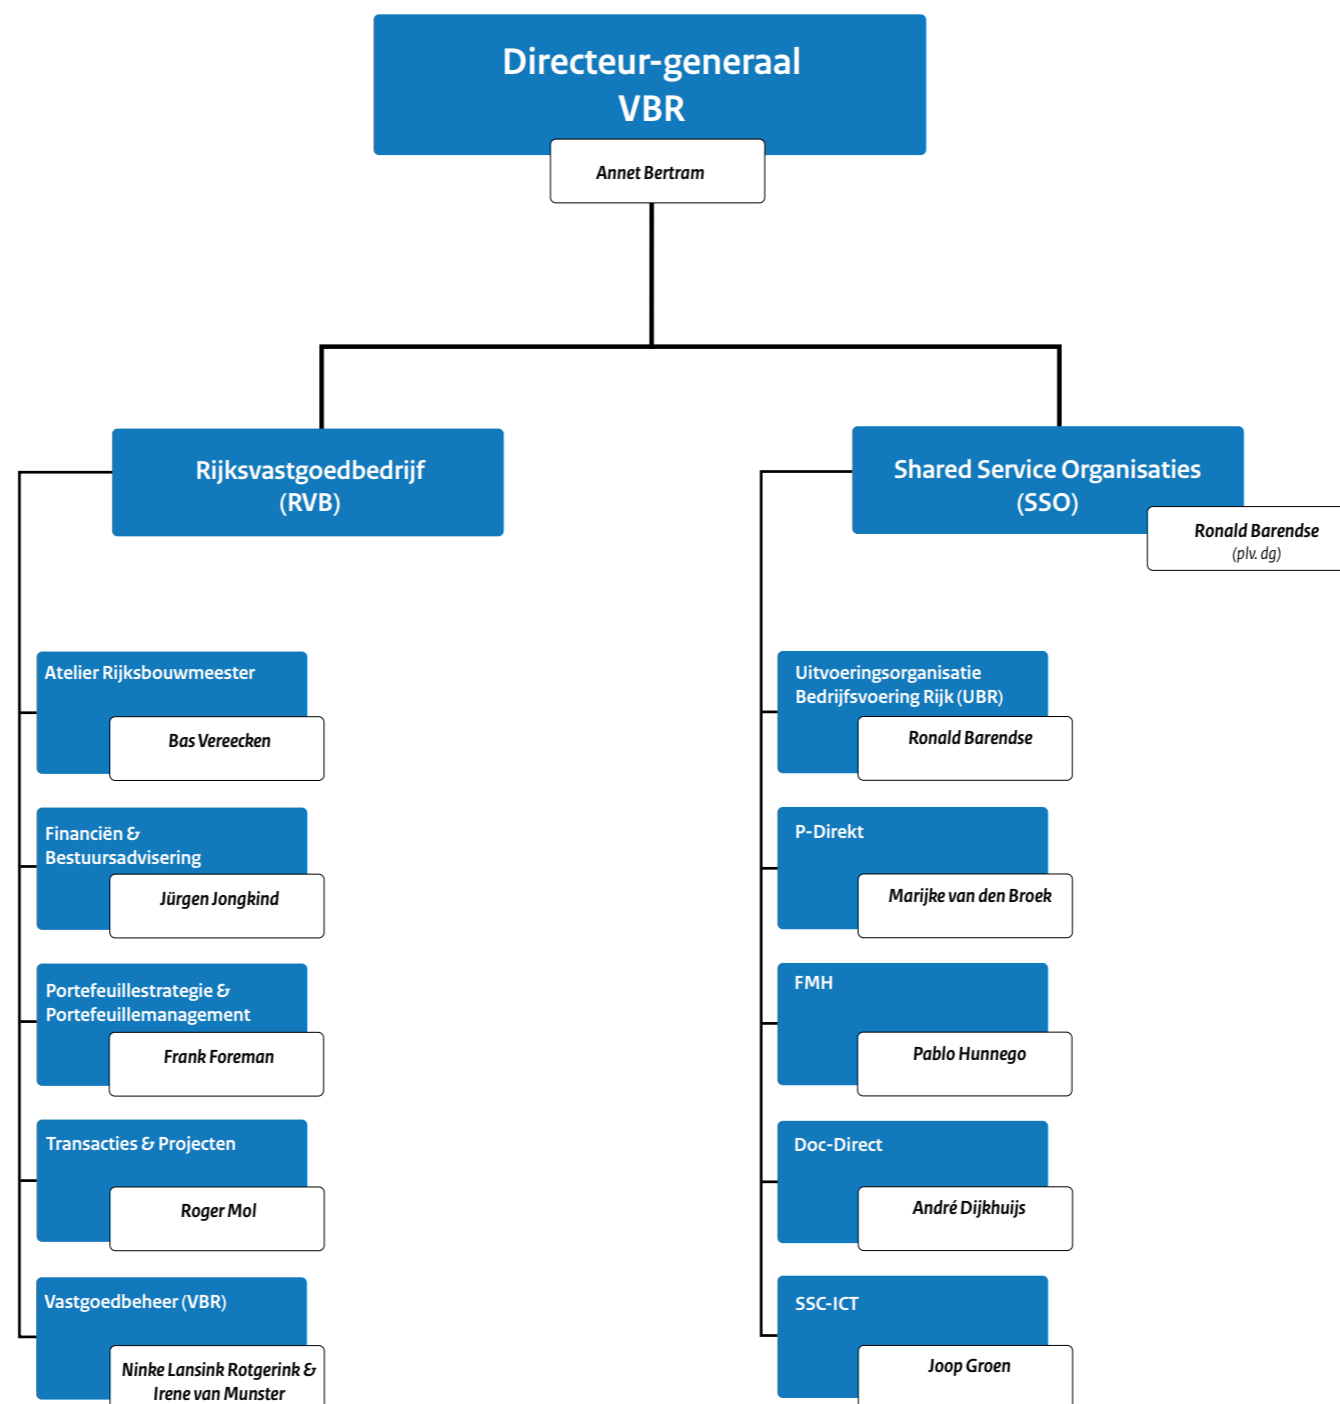 Directeur-generaal
VBR
Annet Bertram
Rijksvastgoedbedrijf
(RVB)
Atelier Rijksbouwmeester
Bas Vereecken
Financiën &
Bestuursadvisering
Jürgen Jongkind
Portefeuillestrategie &
Portefeuillemanagement
Frank Foreman
Transacties & Projecten
Roger Mol
Vastgoedbeheer (VBR)
Ninke Lansink Rotgerink &
Irene van Munster
Shared Service Organisaties
(SSO)
Ronald Barendse
(plv. dg)
Uitvoeringsorganisatie
Bedrijfsvoering Rijk (UBR)
Ronald Barendse
P-Direkt
Marijke van den Broek
FMH
Pablo Hunnego
Doc-Direct
André Dijkhuijs
SSC-ICT
Joop Groen